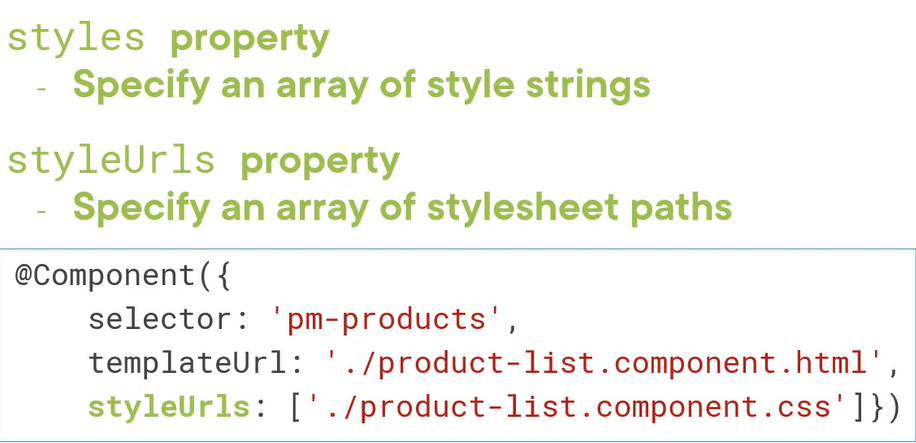 styles property
- Specify an array of style strings
styleUrls property
- Specify an array of stylesheet paths
@Component({
    selector: 'pm-products',
    templateUrl: './product-list.component.html',
    styleUrls: ['./product-list.component.css']})